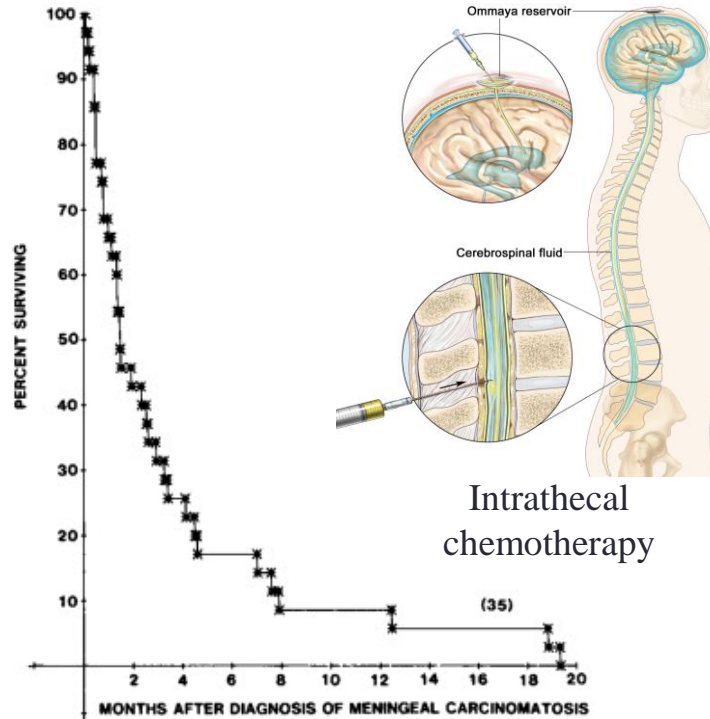 PERCENT SURVIVING
100
90
80
70
60
50
40
30
20
10
2 4 6 8 10 12 14 16 18 20
MONTHS AFTER DIAGNOSIS OF MENINGEAL CARCINOMATOSIS
(35)
Ommaya reservoir
Cerebrospinal fluid
Intrathecal
chemotherapy